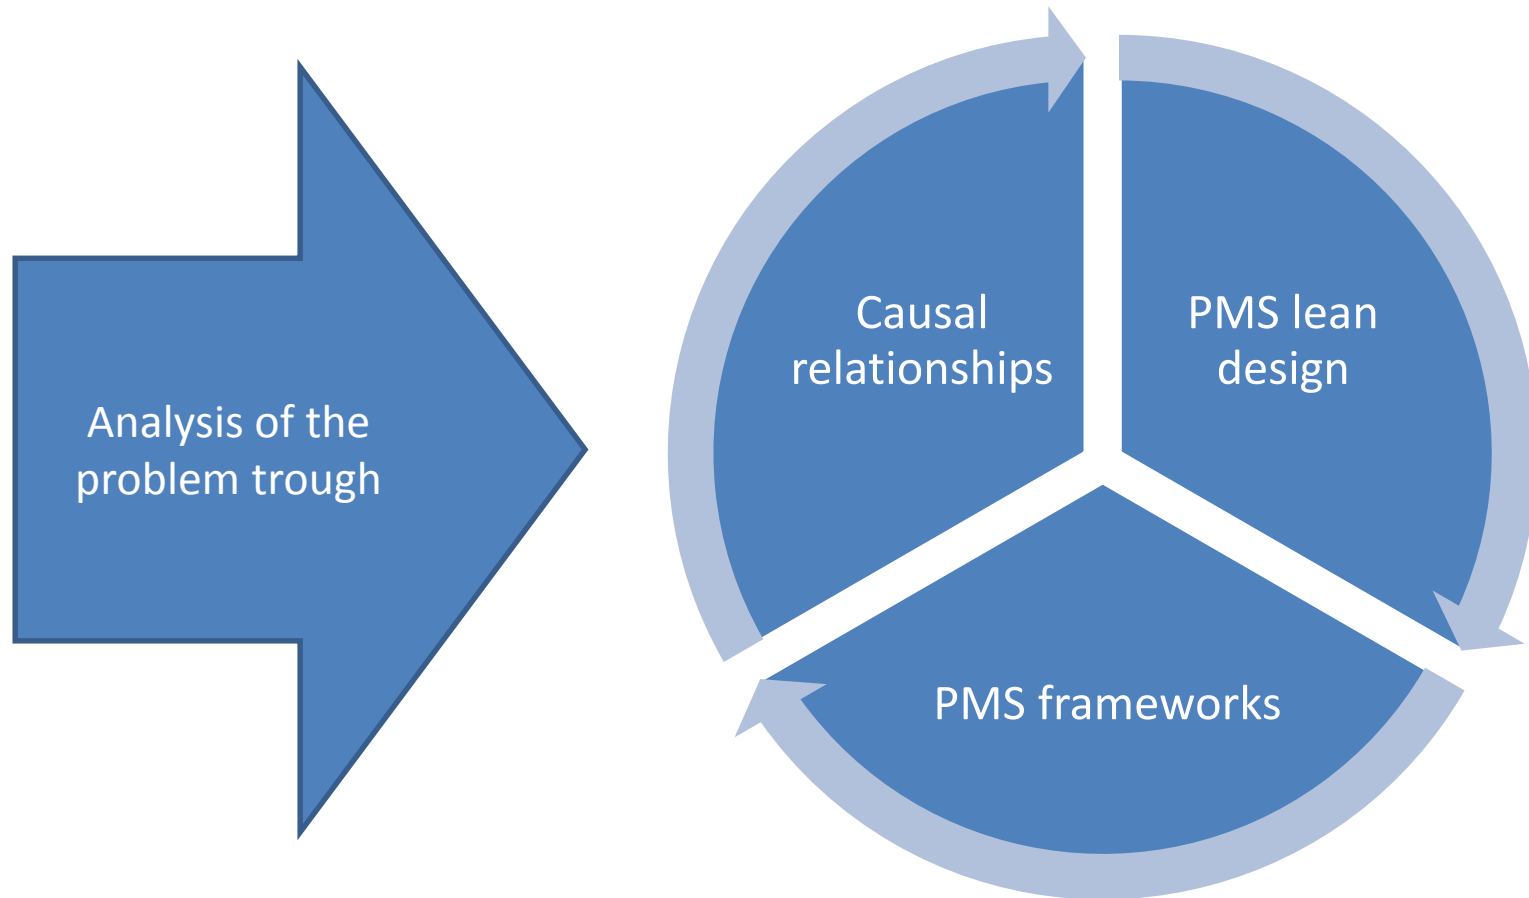 Analysis of the
problem trough
Causal
relationships
PMS lean
design
PMS frameworks